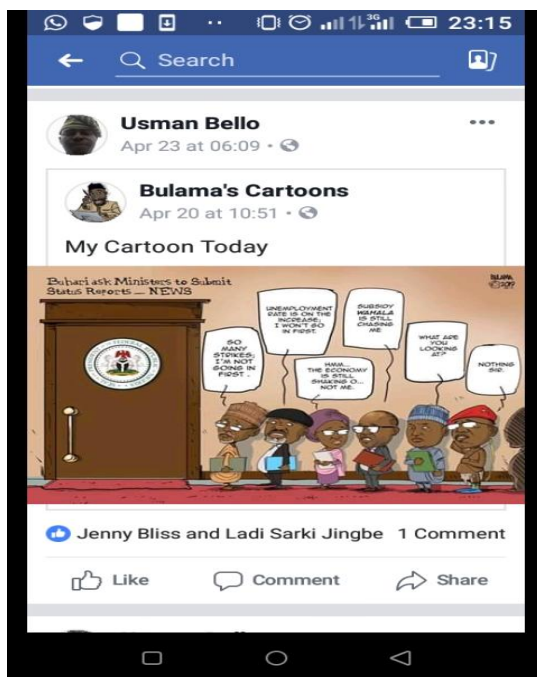 3G
23:15
Search
Usman Bello
Apr 23 at 06:09
Bulama's Cartoons
Apr 20 at 10:51
My Cartoon Today
Buhari ask Ministers to Submit
Status Reports _ NEWS
SO
MANY
STRIKES;
I'M NOT
GOING IN
FIRST.
UNEMPLOYMENT
RATE IS ON THE
INCREASE;
I WON'T GO
IN FIRST.
HMM...
THE ECONOMY
IS STILL
SHAKING O...
NOT ME.
SUBSIDY
WAHALA
IS STILL
CHASING
ME
WHAT ARE
YOU
LOOKING
AT?
NOTHING
SIR.
Jenny Bliss and Ladi Sarki Jingbe 1 Comment
Like Comment Share